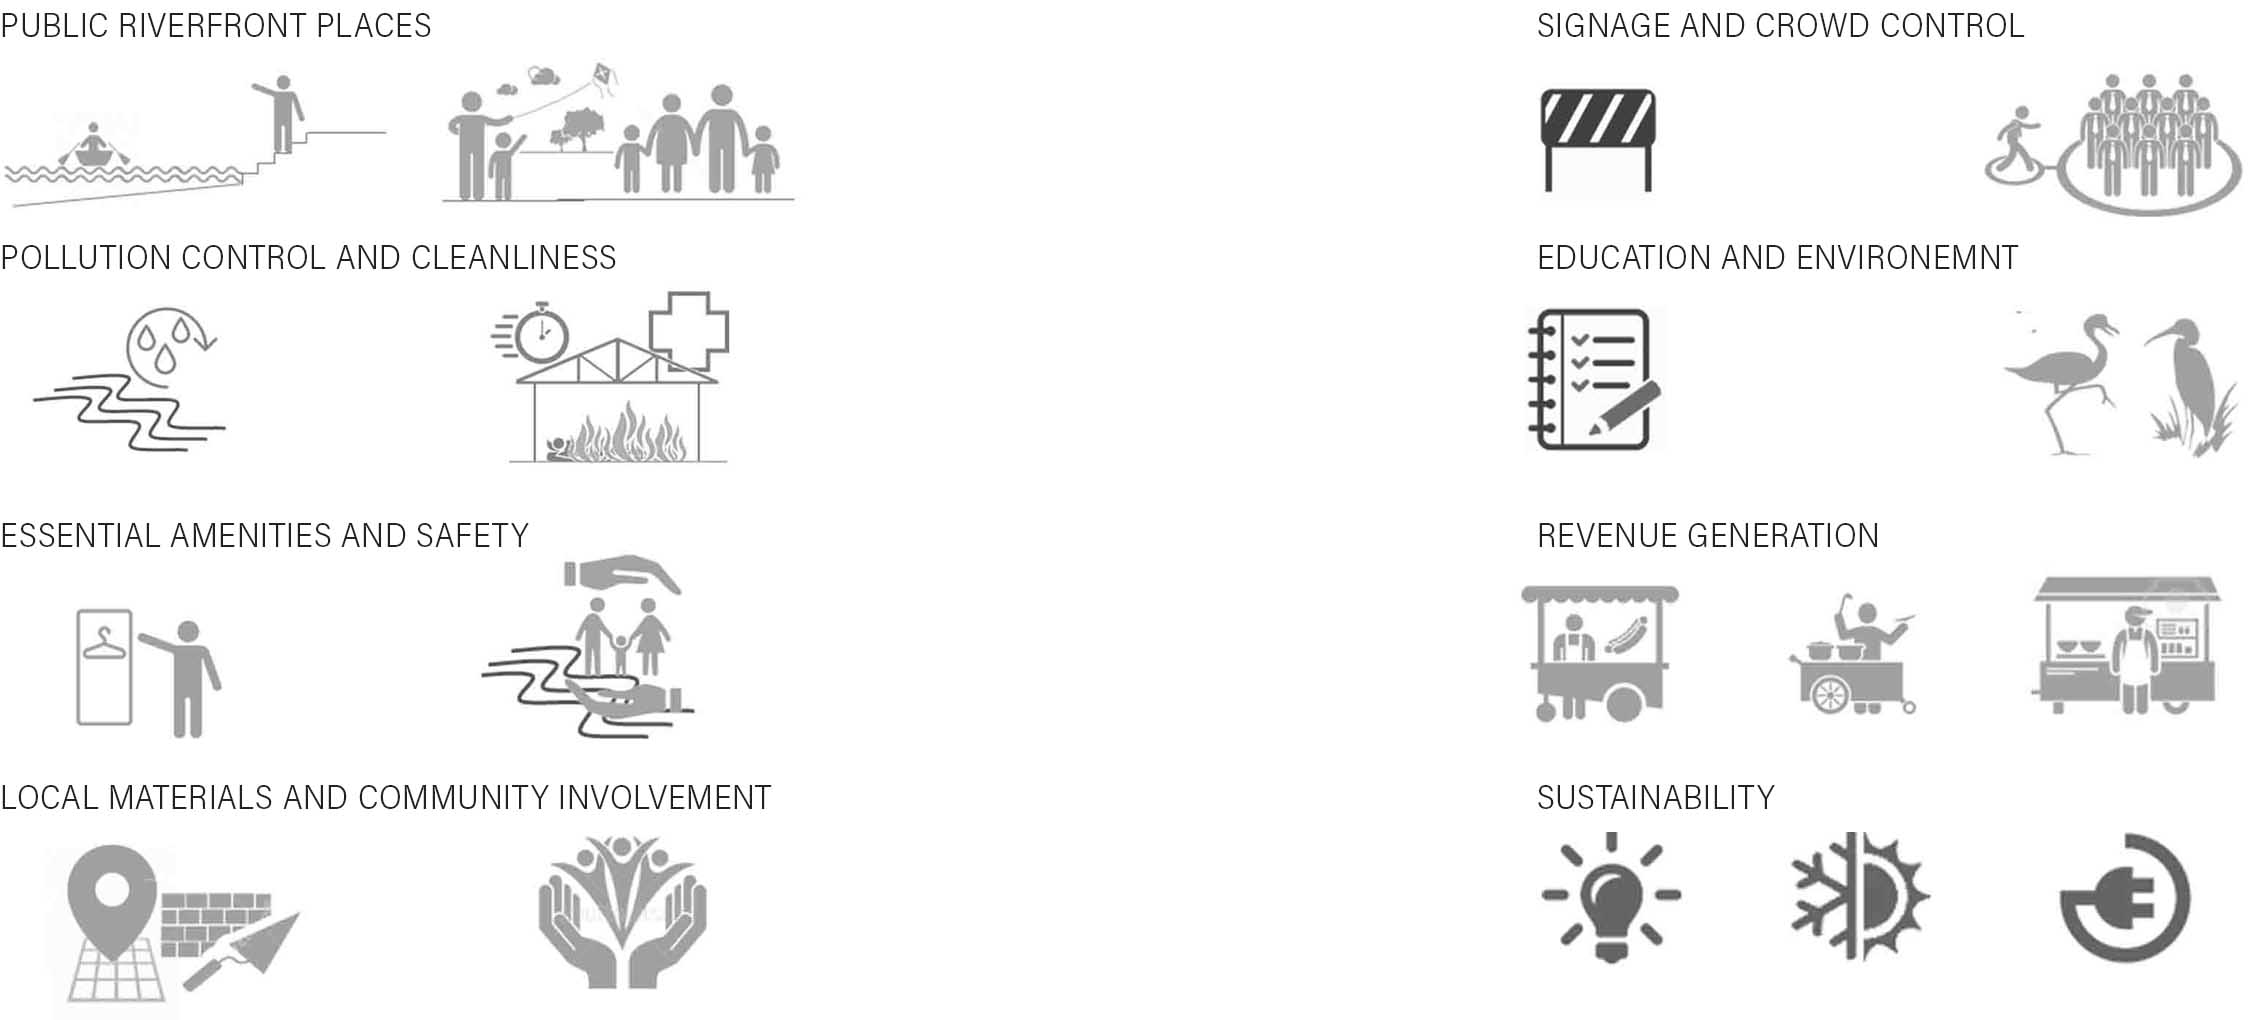 PUBLIC RIVERFRONT PLACES
SIGNAGE AND CROWD CONTROL
POLLUTION CONTROL AND CLEANLINESS
EDUCATION AND ENVIRONEMNT
ESSENTIAL AMENITIES AND SAFETY
REVENUE GENERATION
LOCAL MATERIALS AND COMMUNITY INVOLVEMENT
SUSTAINABILITY